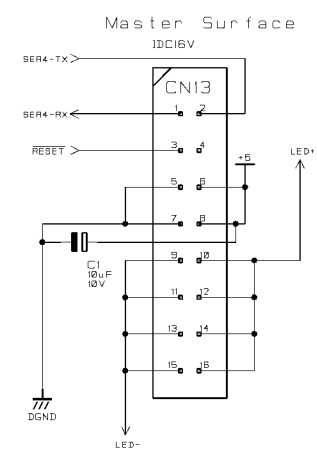 Master Surface
IDC16V
SER4-TX
CN13
1 2
SER4-RX
RESET
3 4
LED+
+5
5 6
7 8
9 10
C1
10uF
10V
11 12
13 14
15 16
DGND
LED-